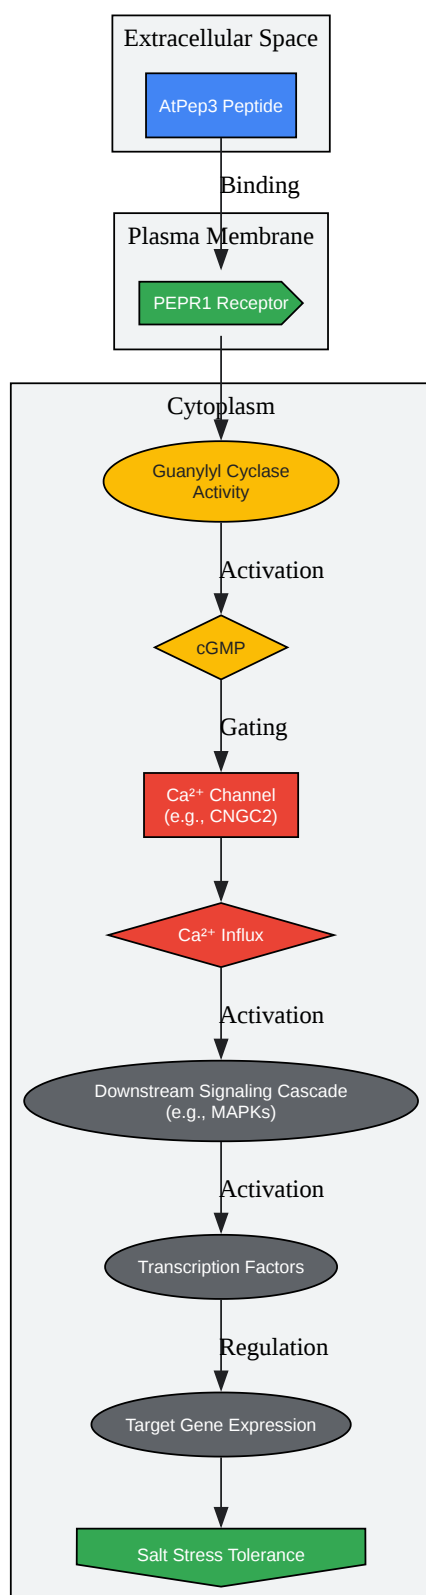 Extracellular Space
AtPep3 Peptide
Binding
Plasma Membrane
PEPR1 Receptor
Cytoplasm
Guanylyl Cyclase
Activity
Activation
cGMP
Gating
Ca²⁺ Channel
(e.g., CNGC2)
Ca²⁺ Influx
Activation
Downstream Signaling Cascade
(e.g., MAPKs)
Activation
Transcription Factors
Regulation
Target Gene Expression
Salt Stress Tolerance